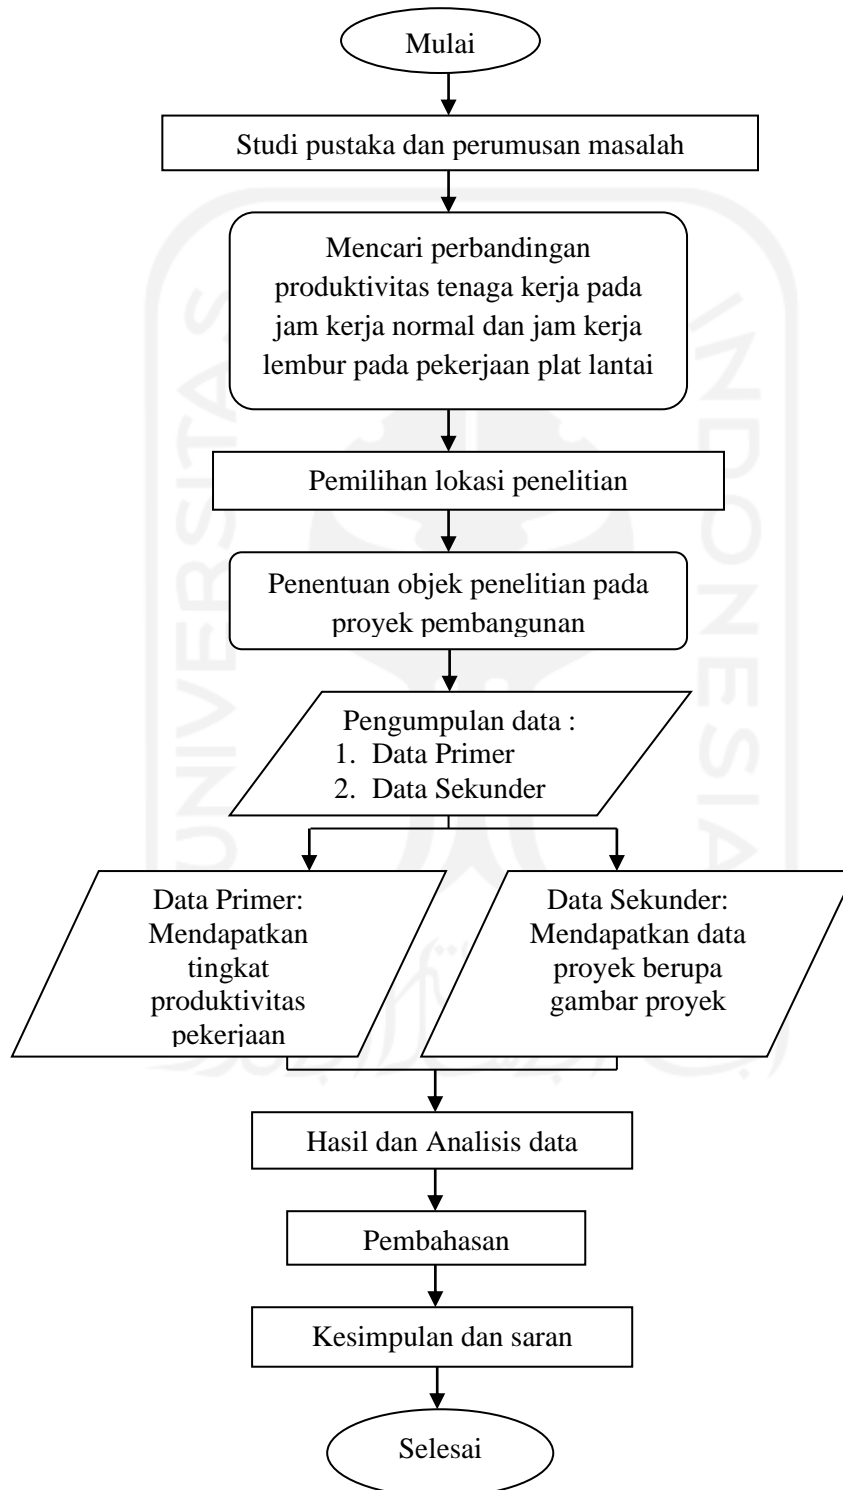 Mulai
Studi pustaka dan perumusan masalah
Mencari perbandingan
produktivitas tenaga kerja pada
jam kerja normal dan jam kerja
lembur pada pekerjaan plat lantai
Pemilihan lokasi penelitian
Penentuan objek penelitian pada
proyek pembangunan
Pengumpulan data :
1. Data Primer
2. Data Sekunder
Data Primer:
Mendapatkan
tingkat
produktivitas
pekerjaan
Data Sekunder:
Mendapatkan data
proyek berupa
gambar proyek
Hasil dan Analisis data
Pembahasan
Kesimpulan dan saran
Selesai
UNIVERSITAS
INDONESIA